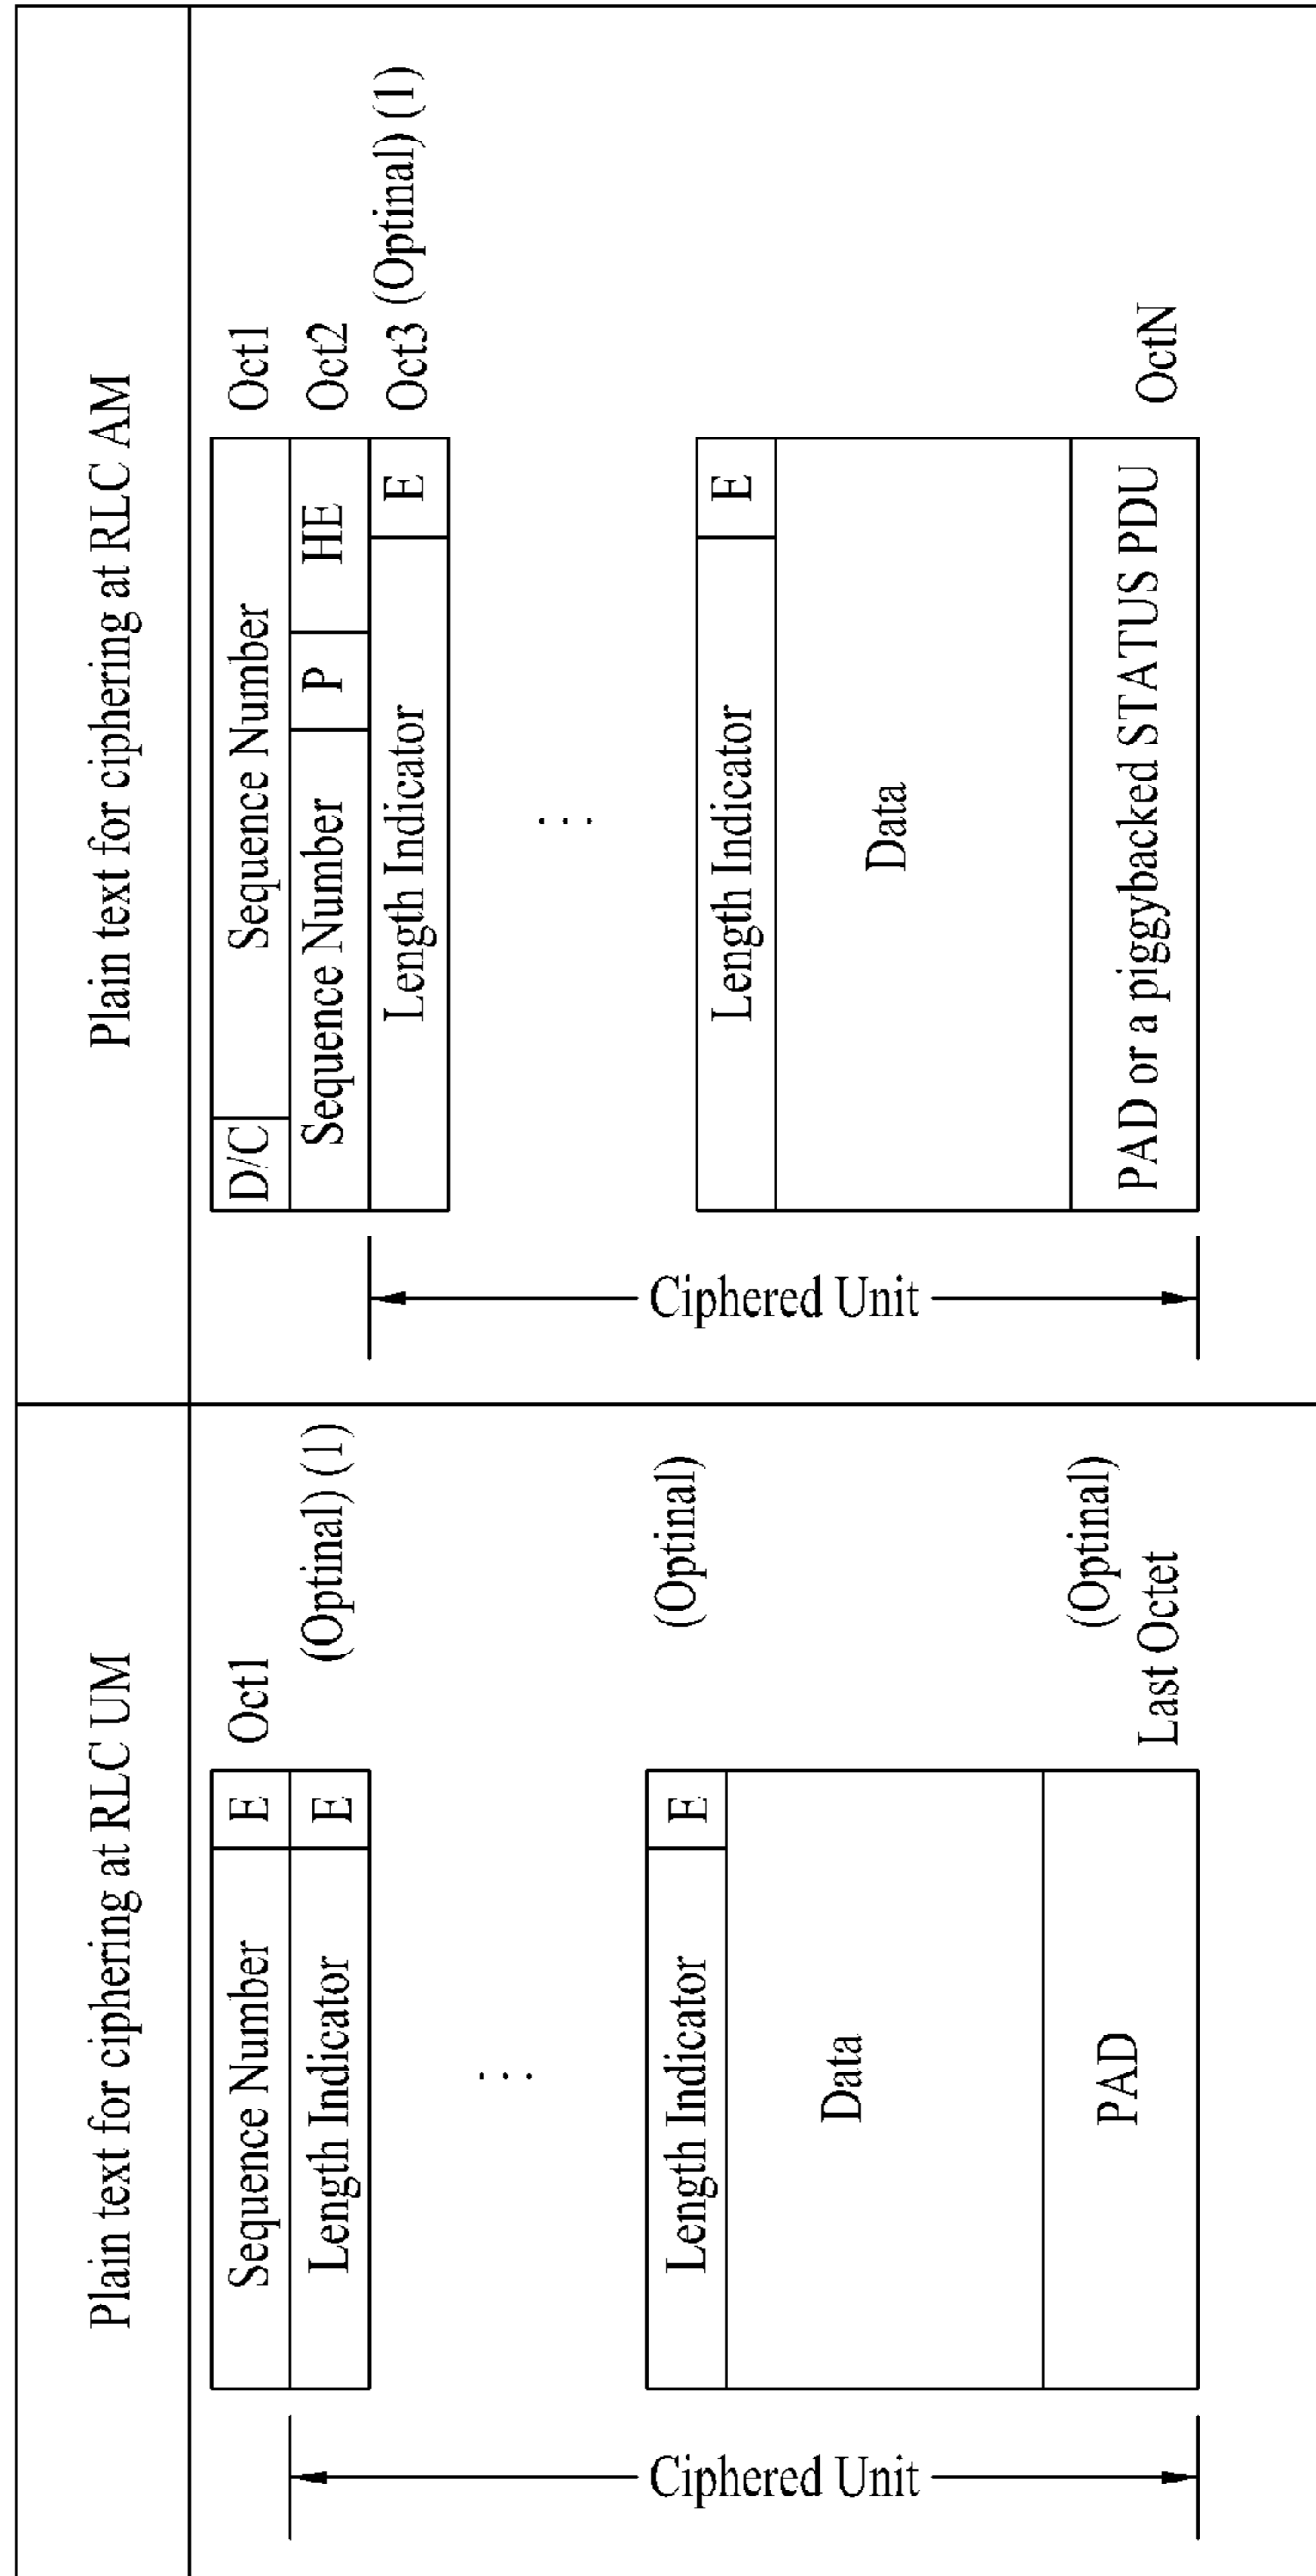 Plain text for ciphering at RLC UM
Sequence Number E Oct1
Length Indicator E (Optinal) (1)
...
Length Indicator E (Optinal)
Data
PAD (Optinal)
Last Octet
Ciphered Unit
Plain text for ciphering at RLC AM
D/C Sequence Number Oct1
Sequence Number P HE Oct2
Length Indicator E Oct3 (Optinal) (1)
...
Length Indicator E
Data
PAD or a piggybacked STATUS PDU OctN
Ciphered Unit